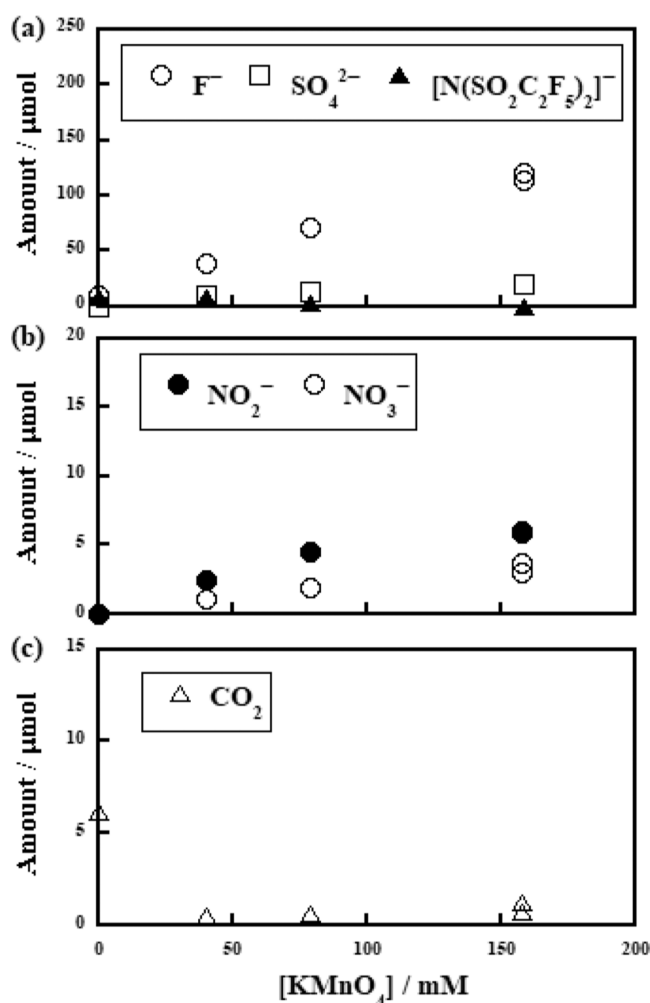 (a)
250
F⁻ SO₄²⁻ [N(SO₂C₂F₅)₂]⁻
200
150
100
50
0
Amount / μmol
(b)
20
NO₂⁻ NO₃⁻
15
10
5
0
Amount / μmol
(c)
15
CO₂
10
5
0
Amount / μmol
0 50 100 150 200
[KMnO₄] / mM